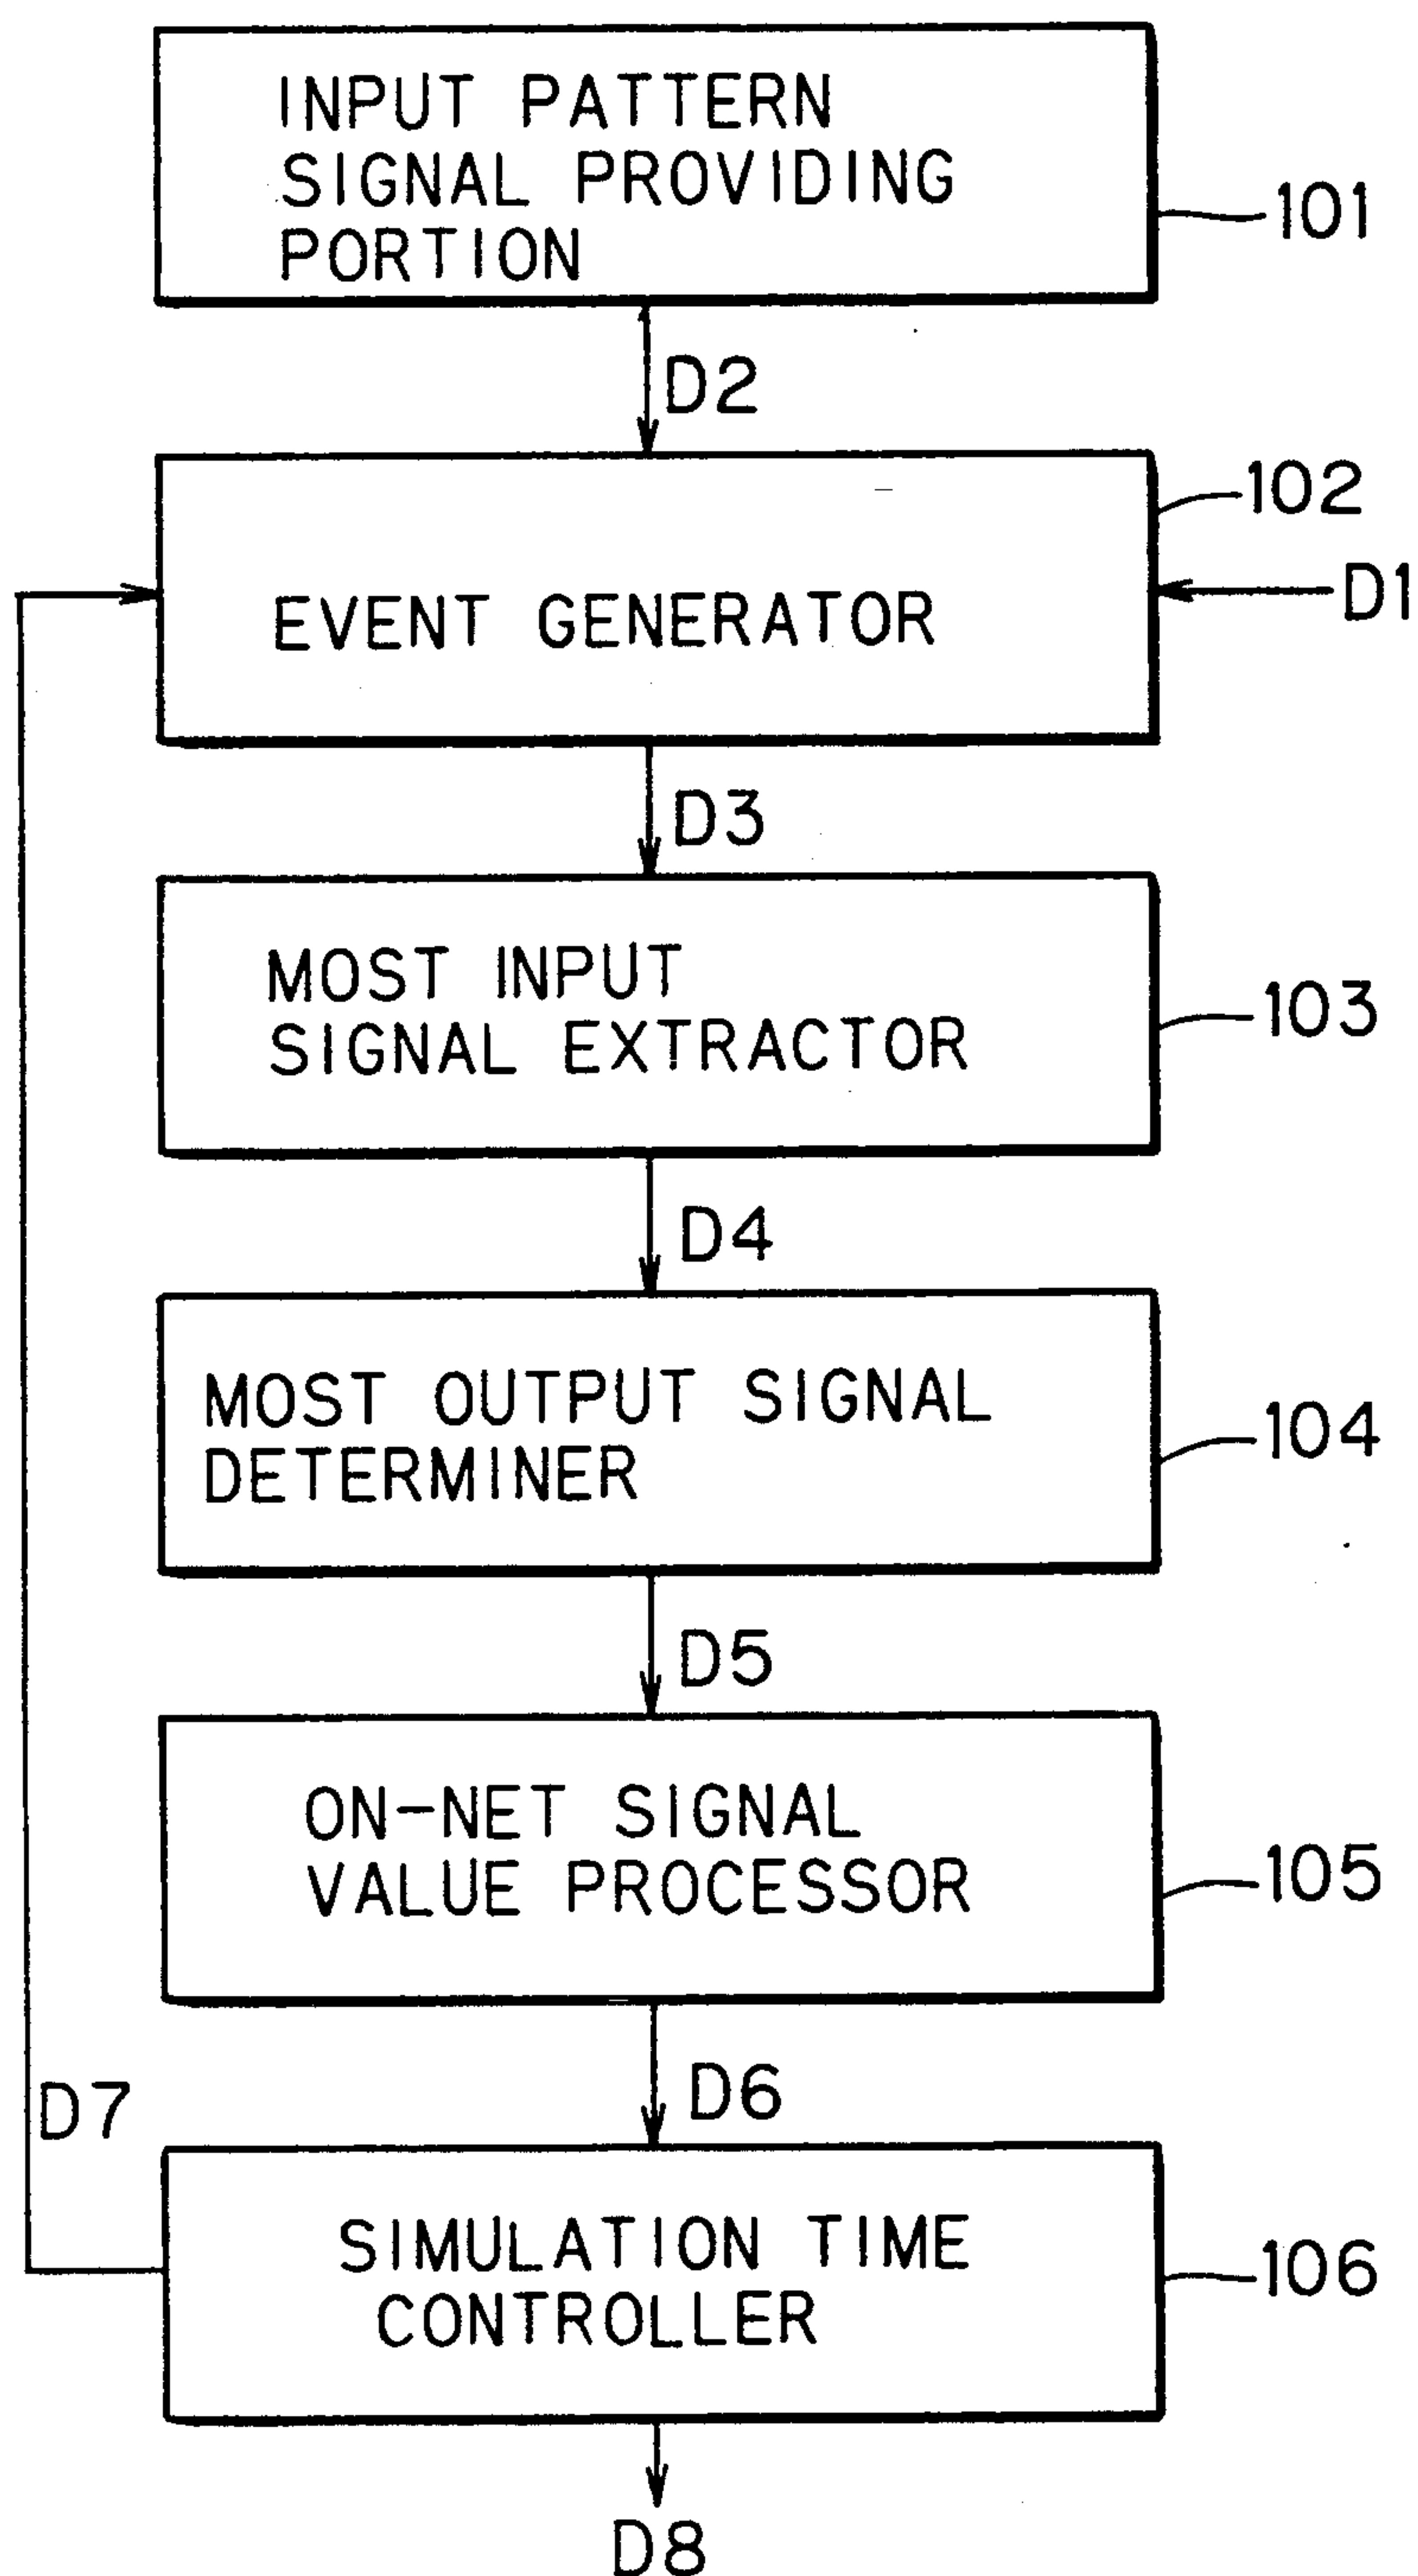 INPUT PATTERN
SIGNAL PROVIDING
PORTION
101
D2
102
D1
EVENT GENERATOR
D3
MOST INPUT
SIGNAL EXTRACTOR
103
D4
MOST OUTPUT SIGNAL
DETERMINER
104
D5
ON-NET SIGNAL
VALUE PROCESSOR
105
D6
D7
SIMULATION TIME
CONTROLLER
106
D8